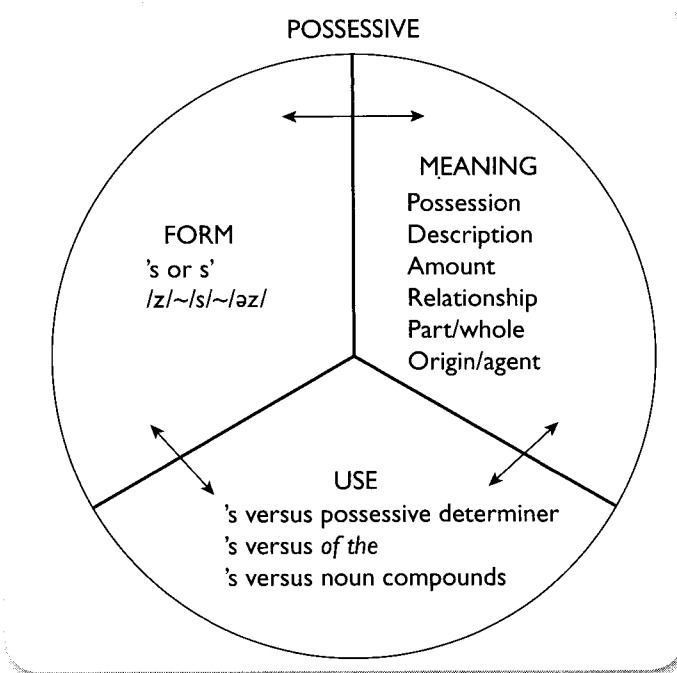 POSSESSIVE
FORM
's or s'
/z/~/s/~/əz/
MEANING
Possession
Description
Amount
Relationship
Part/whole
Origin/agent
USE
's versus possessive determiner
's versus of the
's versus noun compounds